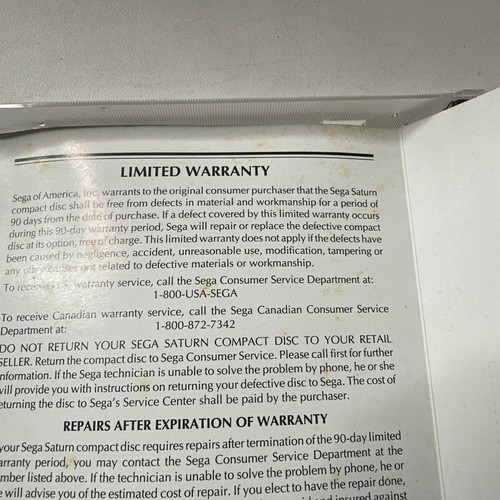 LIMITED WARRANTY
Sega of America, Inc. warrants to the original consumer purchaser that the Sega Saturn
compact disc shall be free from defects in material and workmanship for a period of
90 days from the date of purchase. If a defect covered by this limited warranty occurs
during this 90-day warranty period, Sega will repair or replace the defective compact
disc at its option, free of charge. This limited warranty does not apply if the defects have
been caused by negligence, accident, unreasonable use, modification, tampering or
any other causes not related to defective materials or workmanship.
To receive U.S. warranty service, call the Sega Consumer Service Department at:
1-800-USA-SEGA
To receive Canadian warranty service, call the Sega Canadian Consumer Service
Department at: 1-800-872-7342
DO NOT RETURN YOUR SEGA SATURN COMPACT DISC TO YOUR RETAIL
SELLER. Return the compact disc to Sega Consumer Service. Please call first for further
nformation. If the Sega technician is unable to solve the problem by phone, he or she
will provide you with instructions on returning your defective disc to Sega. The cost of
eturning the disc to Sega's Service Center shall be paid by the purchaser.
REPAIRS AFTER EXPIRATION OF WARRANTY
your Sega Saturn compact disc requires repairs after termination of the 90-day limited
arranty period, you may contact the Sega Consumer Service Department at the
mber listed above. If the technician is unable to solve the problem by phone, he or
e will advise you of the estimated cost of repair. If you elect to have the repair done,
and insured against